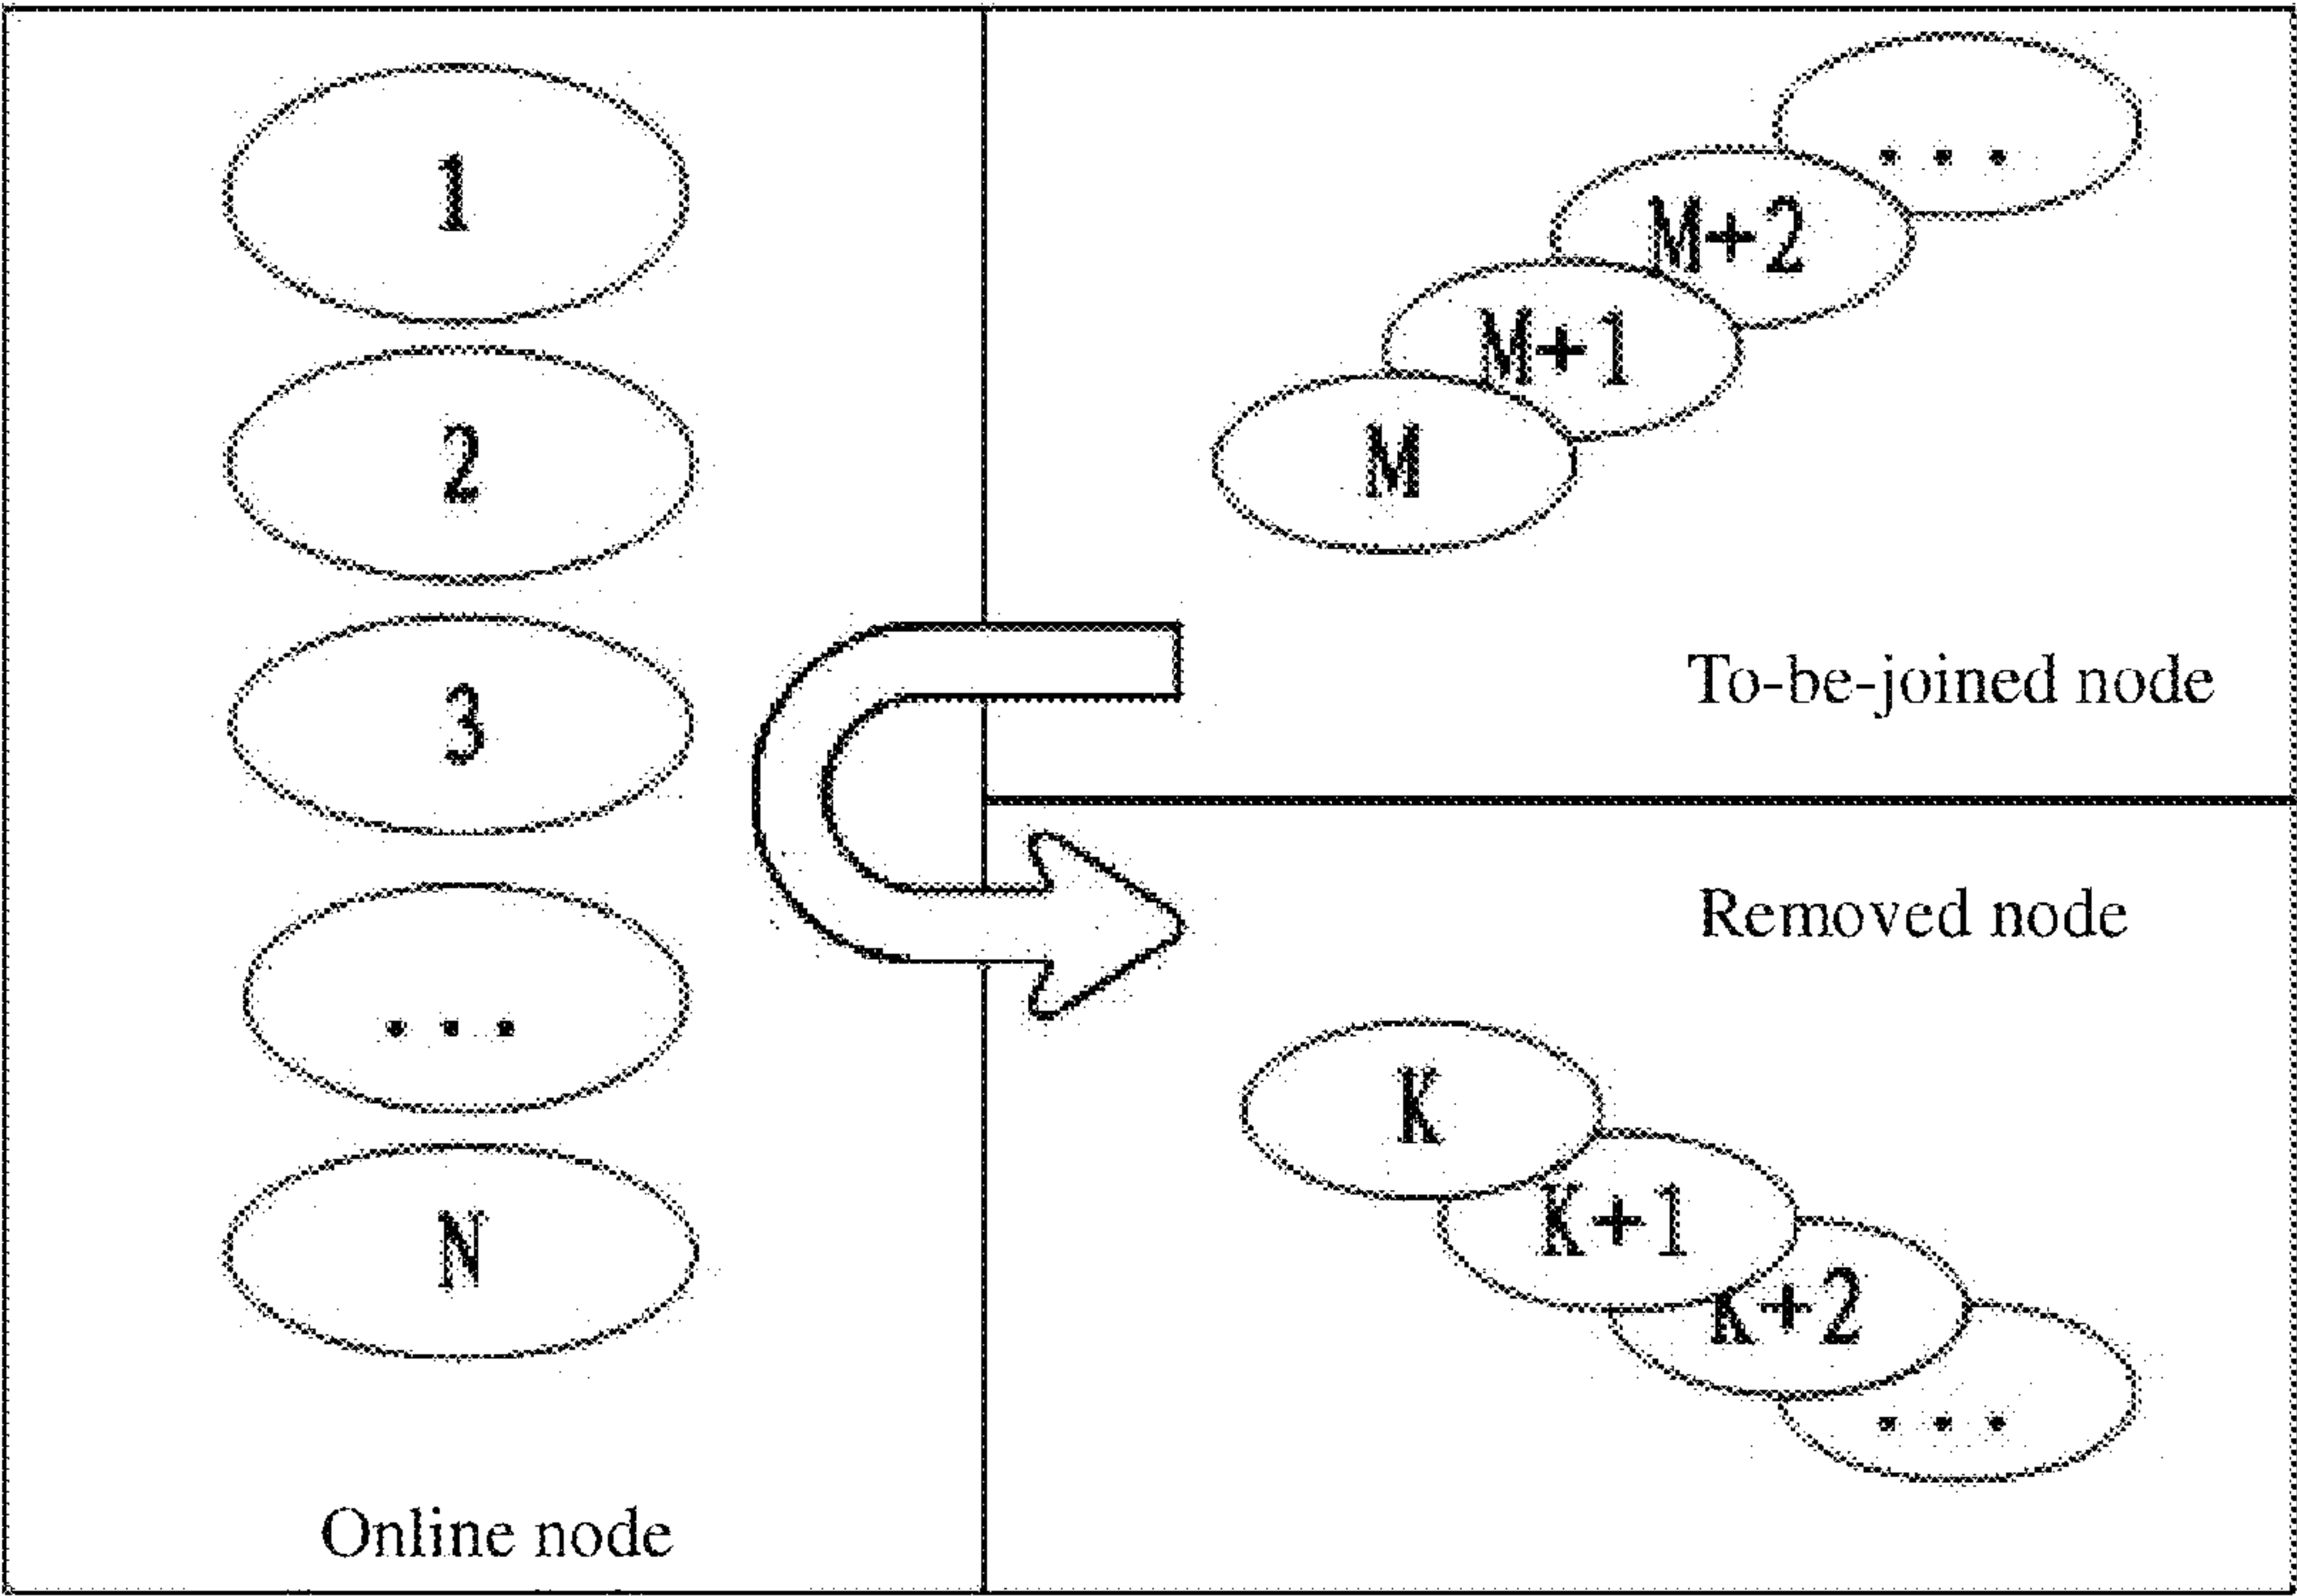 1
2
3
...
N
Online node
...
M+2
M+1
M
To-be-joined node
Removed node
K
K+1
K+2
...